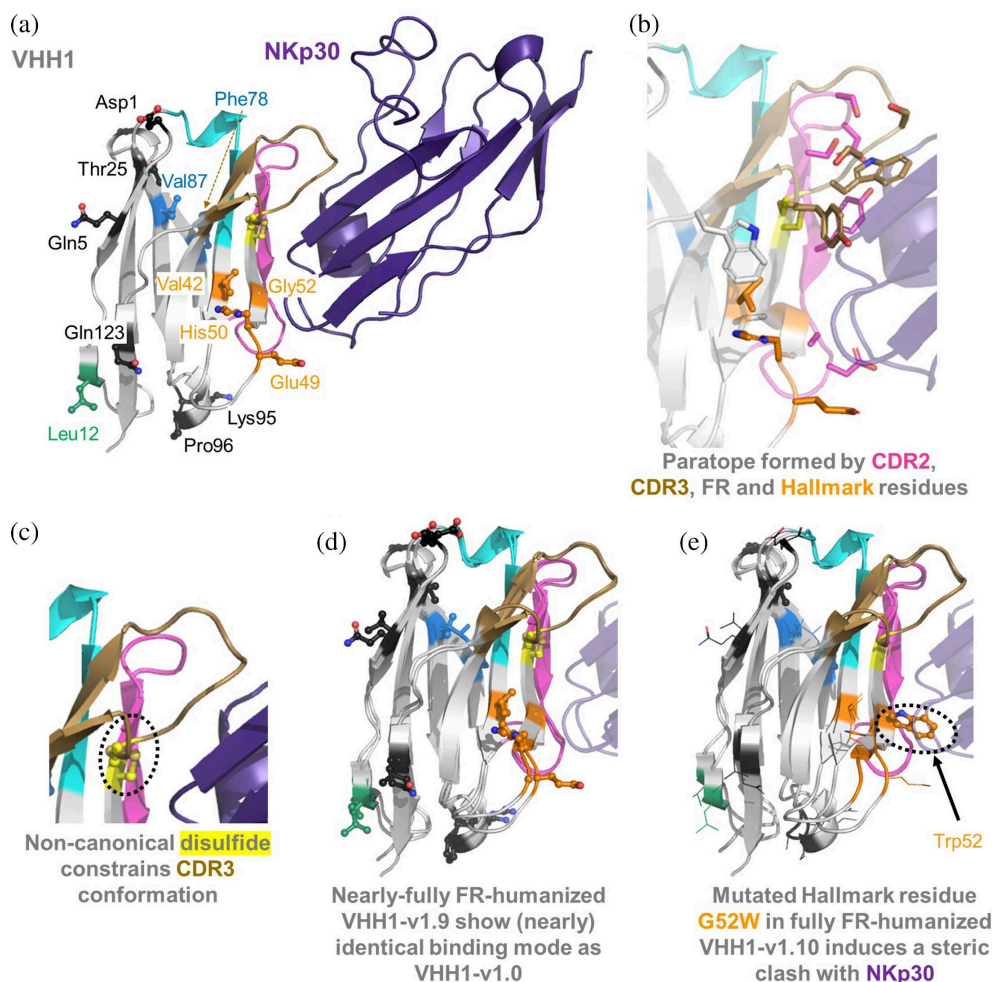 (a)
VHH1
NKp30
Asp1
Phe78
Thr25
Val87
Gln5
Val42
Gly52
Gln123
His50
Glu49
Leu12
Lys95
Pro96
(b)
Paratope formed by CDR2,
CDR3, FR and Hallmark residues
(c)
Non-canonical disulfide
constrains CDR3
conformation
(d)
Nearly-fully FR-humanized
VHH1-v1.9 show (nearly)
identical binding mode as
VHH1-v1.0
(e)
Trp52
Mutated Hallmark residue
G52W in fully FR-humanized
VHH1-v1.10 induces a steric
clash with NKp30